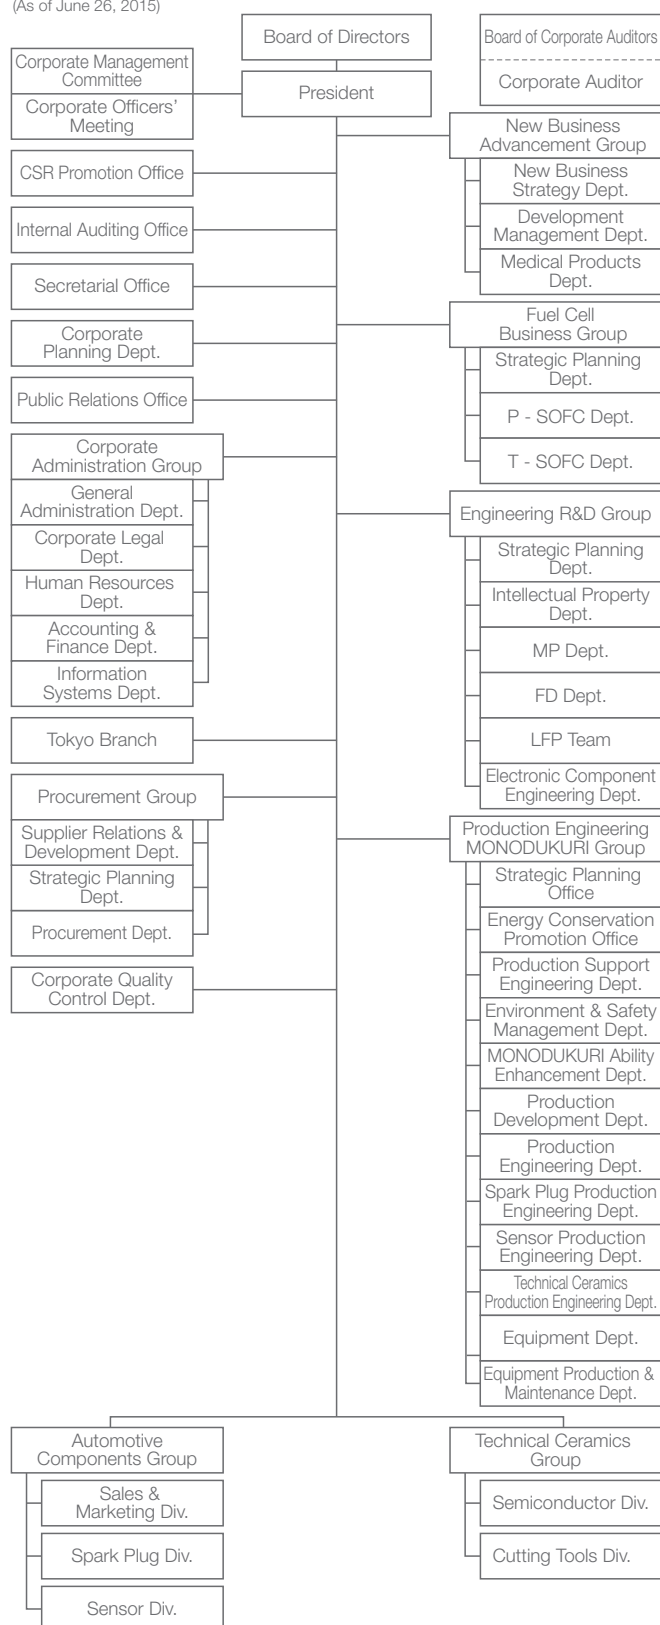 (As of June 26, 2015)
Board of Directors
President
Board of Corporate Auditors
Corporate Auditor
Corporate Management
Committee
Corporate Officers'
Meeting
CSR Promotion Office
Internal Auditing Office
Secretarial Office
Corporate
Planning Dept.
Public Relations Office
Corporate
Administration Group
General
Administration Dept.
Corporate Legal
Dept.
Human Resources
Dept.
Accounting &
Finance Dept.
Information
Systems Dept.
Tokyo Branch
Procurement Group
Supplier Relations &
Development Dept.
Strategic Planning
Dept.
Procurement Dept.
Corporate Quality
Control Dept.
New Business
Advancement Group
New Business
Strategy Dept.
Development
Management Dept.
Medical Products
Dept.
Fuel Cell
Business Group
Strategic Planning
Dept.
P - SOFC Dept.
T - SOFC Dept.
Engineering R&D Group
Strategic Planning
Dept.
Intellectual Property
Dept.
MP Dept.
FD Dept.
LFP Team
Electronic Component
Engineering Dept.
Production Engineering
MONODUKURI Group
Strategic Planning
Office
Energy Conservation
Promotion Office
Production Support
Engineering Dept.
Environment & Safety
Management Dept.
MONODUKURI Ability
Enhancement Dept.
Production
Development Dept.
Production
Engineering Dept.
Spark Plug Production
Engineering Dept.
Sensor Production
Engineering Dept.
Technical Ceramics
Production Engineering Dept.
Equipment Dept.
Equipment Production &
Maintenance Dept.
Automotive
Components Group
Sales &
Marketing Div.
Spark Plug Div.
Sensor Div.
Technical Ceramics
Group
Semiconductor Div.
Cutting Tools Div.